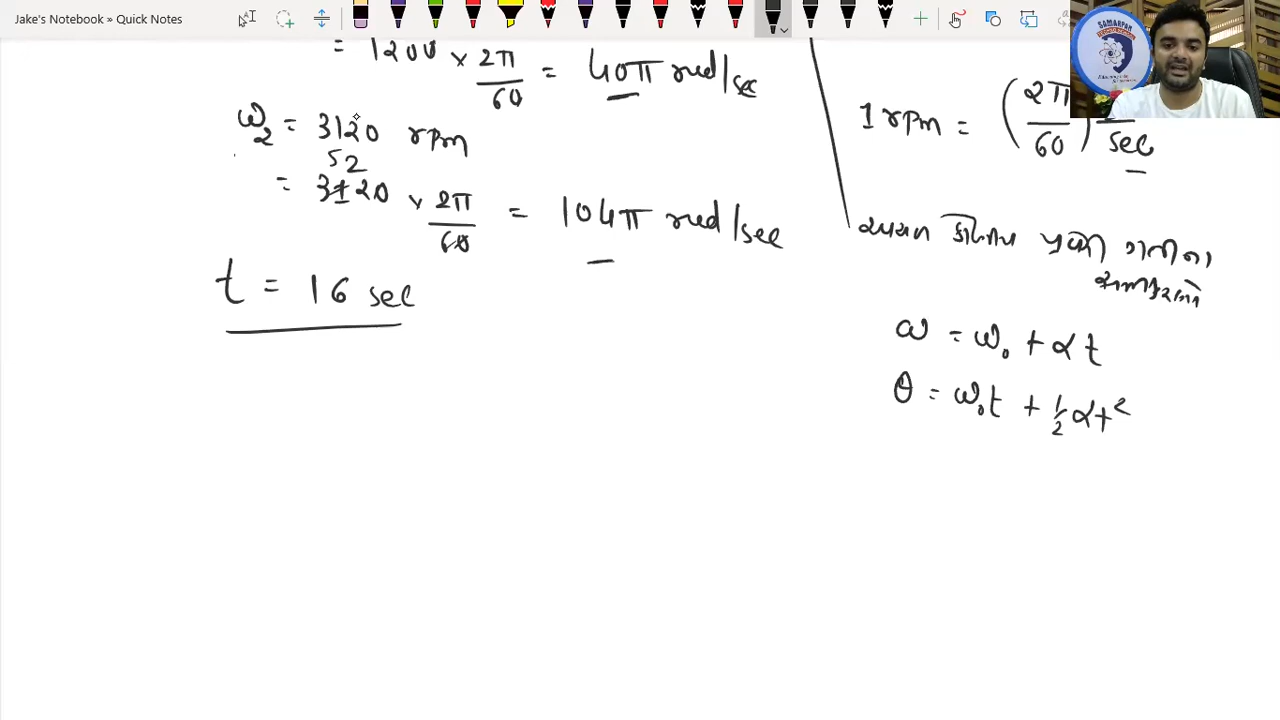 Jake's Notebook » Quick Notes
SAMARPAN
= 1200 × 2π/60 = 40π rad/sec
ω₂ = 3120 rpm
52
= 3120 × 2π/60 = 104π rad/sec
t = 16 sec
1 rpm = (2π/60) /sec
ω = ω₀ + αt
θ = ω₀t + ½αt²